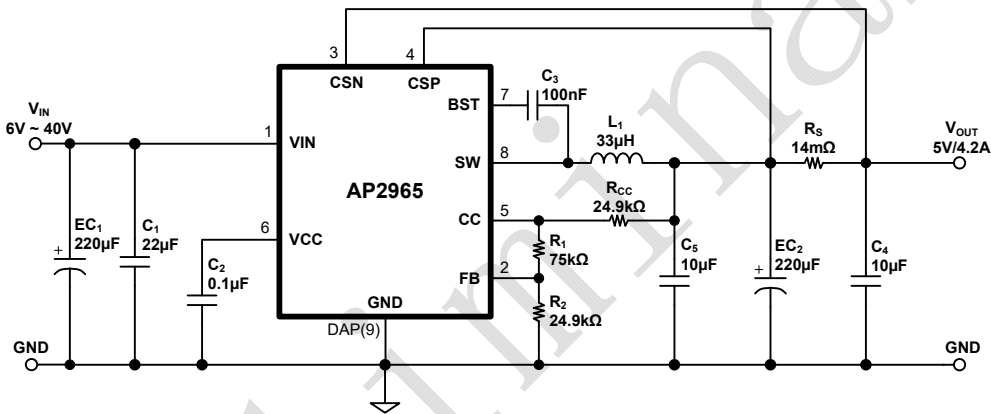 3
4
CSN
CSP
C3
100nF
7
BST
VIN
6V ~ 40V
1
VIN
L1
33µH
8
SW
RS
14mΩ
VOUT
5V/4.2A
AP2965
RCC
24.9kΩ
5
CC
6
VCC
EC1
220µF
+
C1
22µF
R1
75kΩ
C5
10µF
EC2
220µF
+
C4
10µF
C2
0.1µF
2
FB
R2
24.9kΩ
GND
DAP(9)
GND
GND